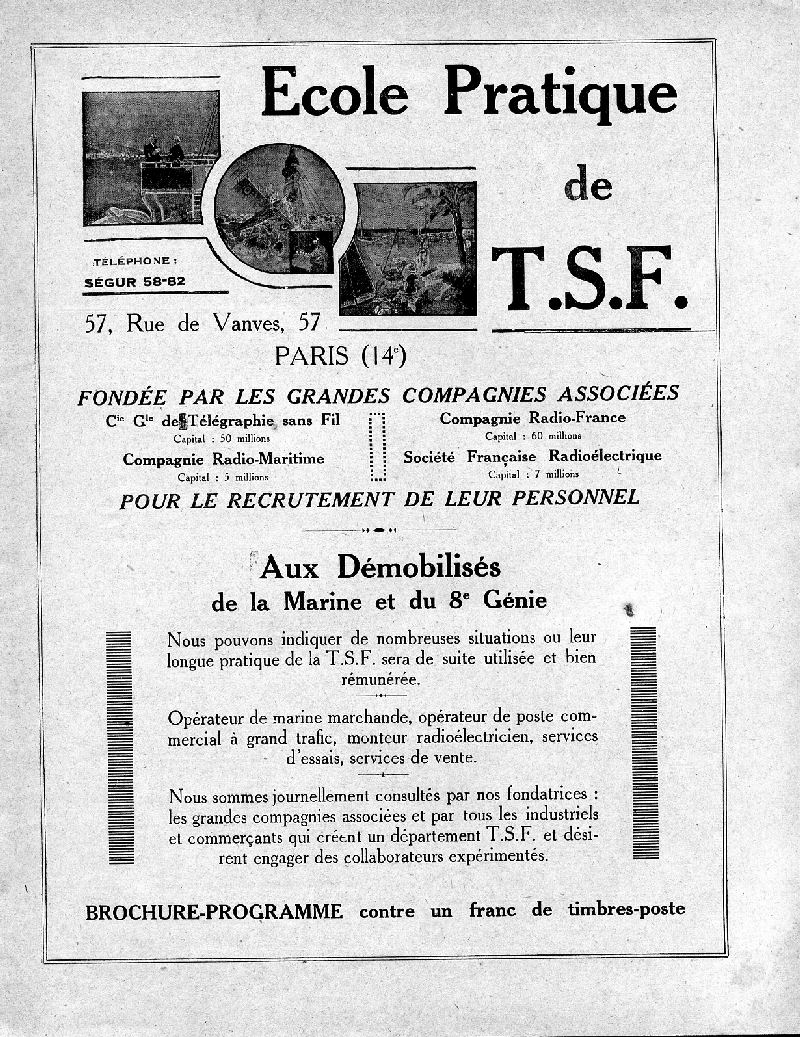 Ecole Pratique
de
T.S.F.
TÉLÉPHONE :
SÉGUR 58-82
57, Rue de Vanves, 57
PARIS (14e)
FONDÉE PAR LES GRANDES COMPAGNIES ASSOCIÉES
Cie Gle de Télégraphie sans Fil
Capital : 50 millions
Compagnie Radio-Maritime
Capital : 5 millions
Compagnie Radio-France
Capital : 60 millions
Société Française Radioélectrique
Capital : 7 millions
POUR LE RECRUTEMENT DE LEUR PERSONNEL
Aux Démobilisés
de la Marine et du 8e Génie
Nous pouvons indiquer de nombreuses situations ou leur
longue pratique de la T.S.F. sera de suite utilisée et bien
rémunérée.
Opérateur de marine marchande, opérateur de poste com-
mercial à grand trafic, monteur radioélectricien, services
d'essais, services de vente.
Nous sommes journellement consultés par nos fondatrices :
les grandes compagnies associées et par tous les industriels
et commerçants qui créent un département T.S.F. et dési-
rent engager des collaborateurs expérimentés.
BROCHURE-PROGRAMME contre un franc de timbres-poste